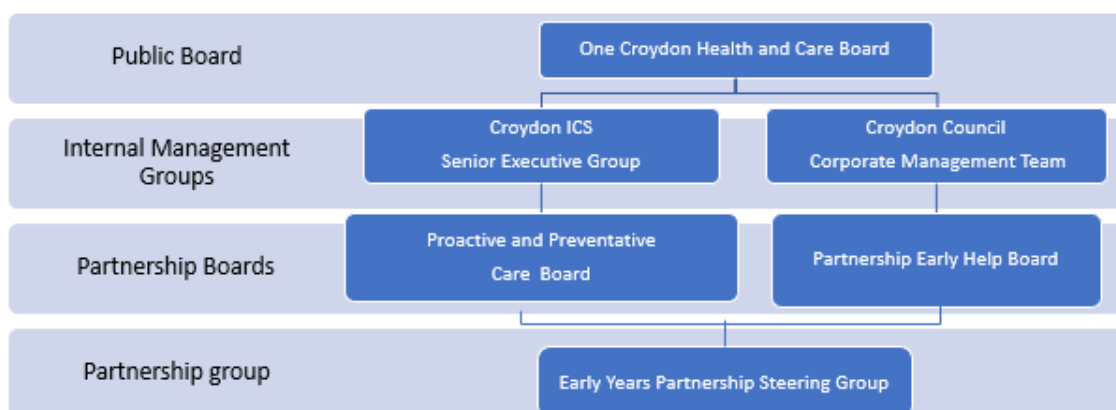 Public Board
One Croydon Health and Care Board
Internal Management
Groups
Croydon ICS
Senior Executive Group
Croydon Council
Corporate Management Team
Partnership Boards
Proactive and Preventative
Care Board
Partnership Early Help Board
Partnership group
Early Years Partnership Steering Group